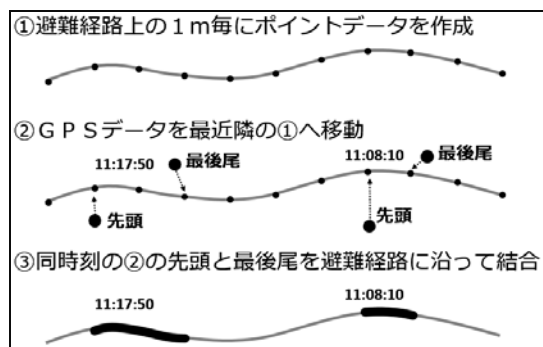 ①避難経路上の１ｍ毎にポイントデータを作成
②ＧＰＳデータを最近隣の①へ移動
11:17:50
最後尾
11:08:10
最後尾
先頭
先頭
③同時刻の②の先頭と最後尾を避難経路に沿って結合
11:17:50
11:08:10